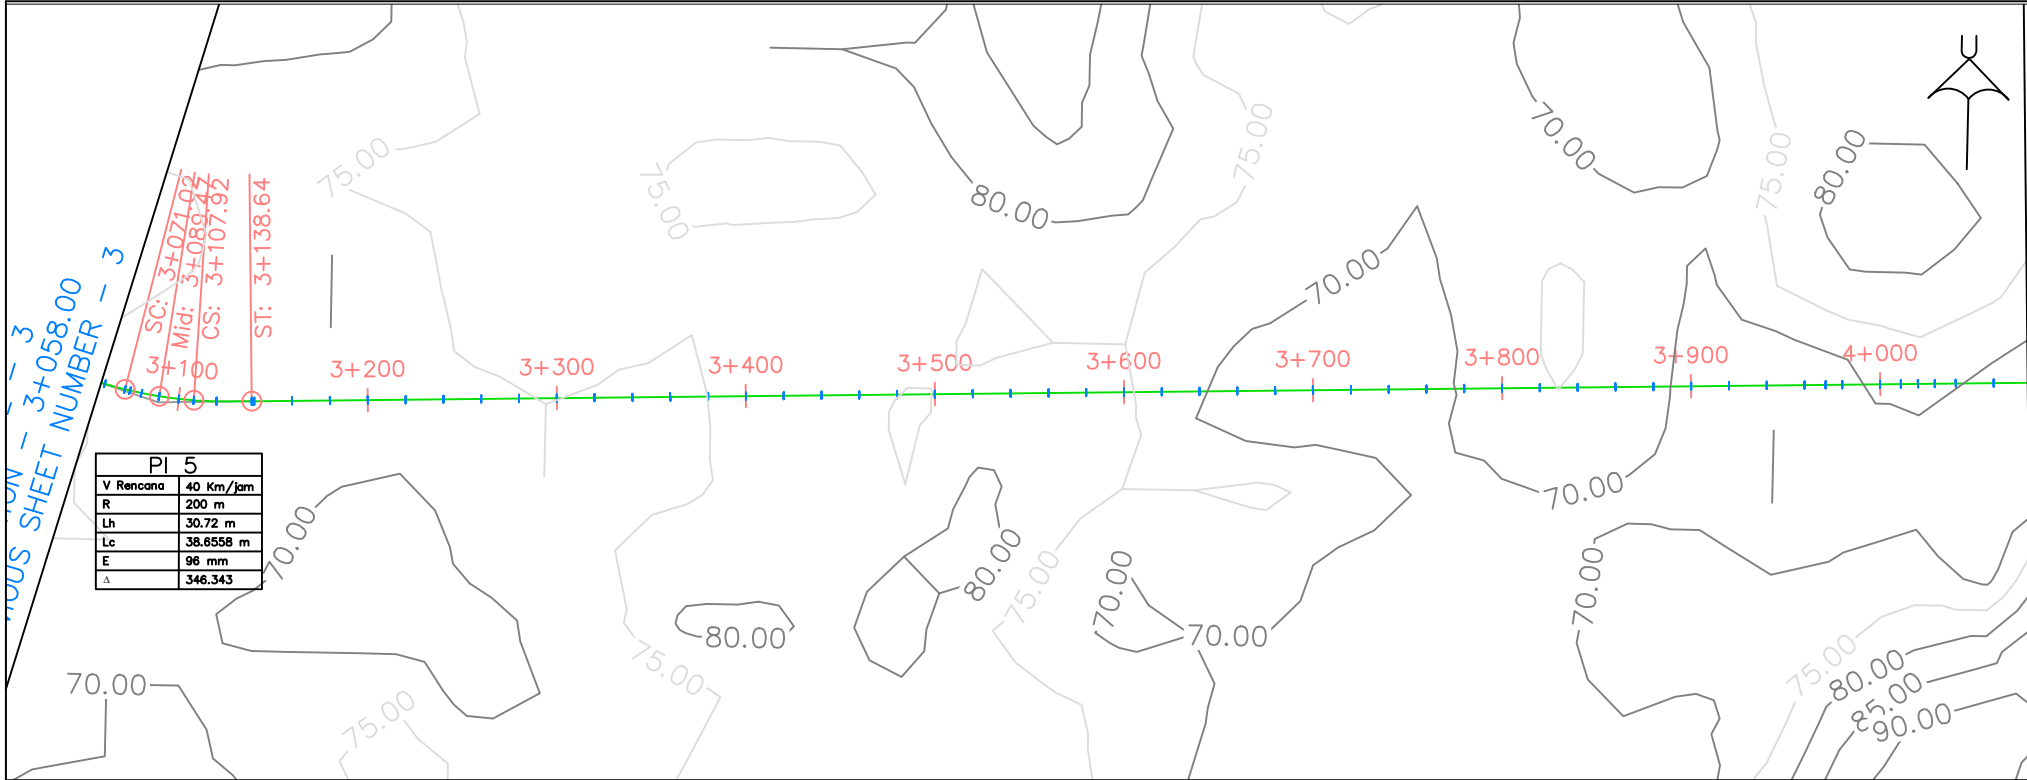 U
75.00
75.00
75.00
80.00
70.00
75.00
80.00
SC: 3+071.02
Mid: 3+089.47
CS: 3+107.92
ST: 3+138.64
70.00
- 3
- 3+058.00
SHEET NUMBER - 3
3+100
3+200
3+300
3+400
3+500
3+600
3+700
3+800
3+900
4+000
PI 5
V Rencana 40 Km/jam
R 200 m
Lh 30.72 m
Lc 38.6558 m
E 96 mm
Δ 346.343
70.00
70.00
80.00
75.00
70.00
70.00
80.00
70.00
75.00
75.00
80.00
70.00
85.00
75.00
90.00